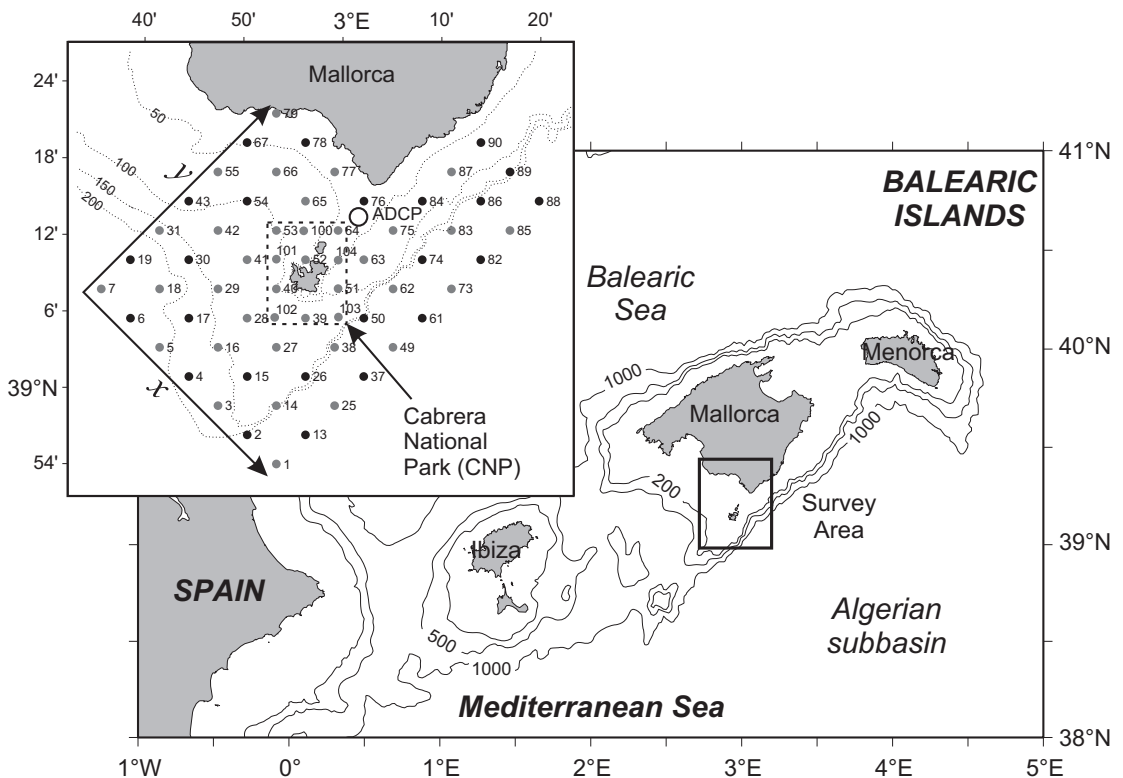 40' 50' 3°E 10' 20'
24'
18'
12'
6'
39°N
54'
Mallorca
50
100
150
200
y
x
79
67 78 90
55 66 77 87 89
43 54 65 76 84 86 88
ADCP
31 42 53 100 64 75 83 85
101 104
19 30 41 52 63 74 82
7 18 29 40 51 62 73
102 103
6 17 28 39 50 61
5 16 27 38 49
4 15 26 37
3 14 25
2 13
1
Cabrera
National
Park (CNP)
BALEARIC
ISLANDS
Balearic
Sea
1000
Menorca
Mallorca
1000
200
Survey
Area
Ibiza
SPAIN
Algerian
subbasin
500
1000
Mediterranean Sea
41°N
40°N
39°N
38°N
1°W 0° 1°E 2°E 3°E 4°E 5°E